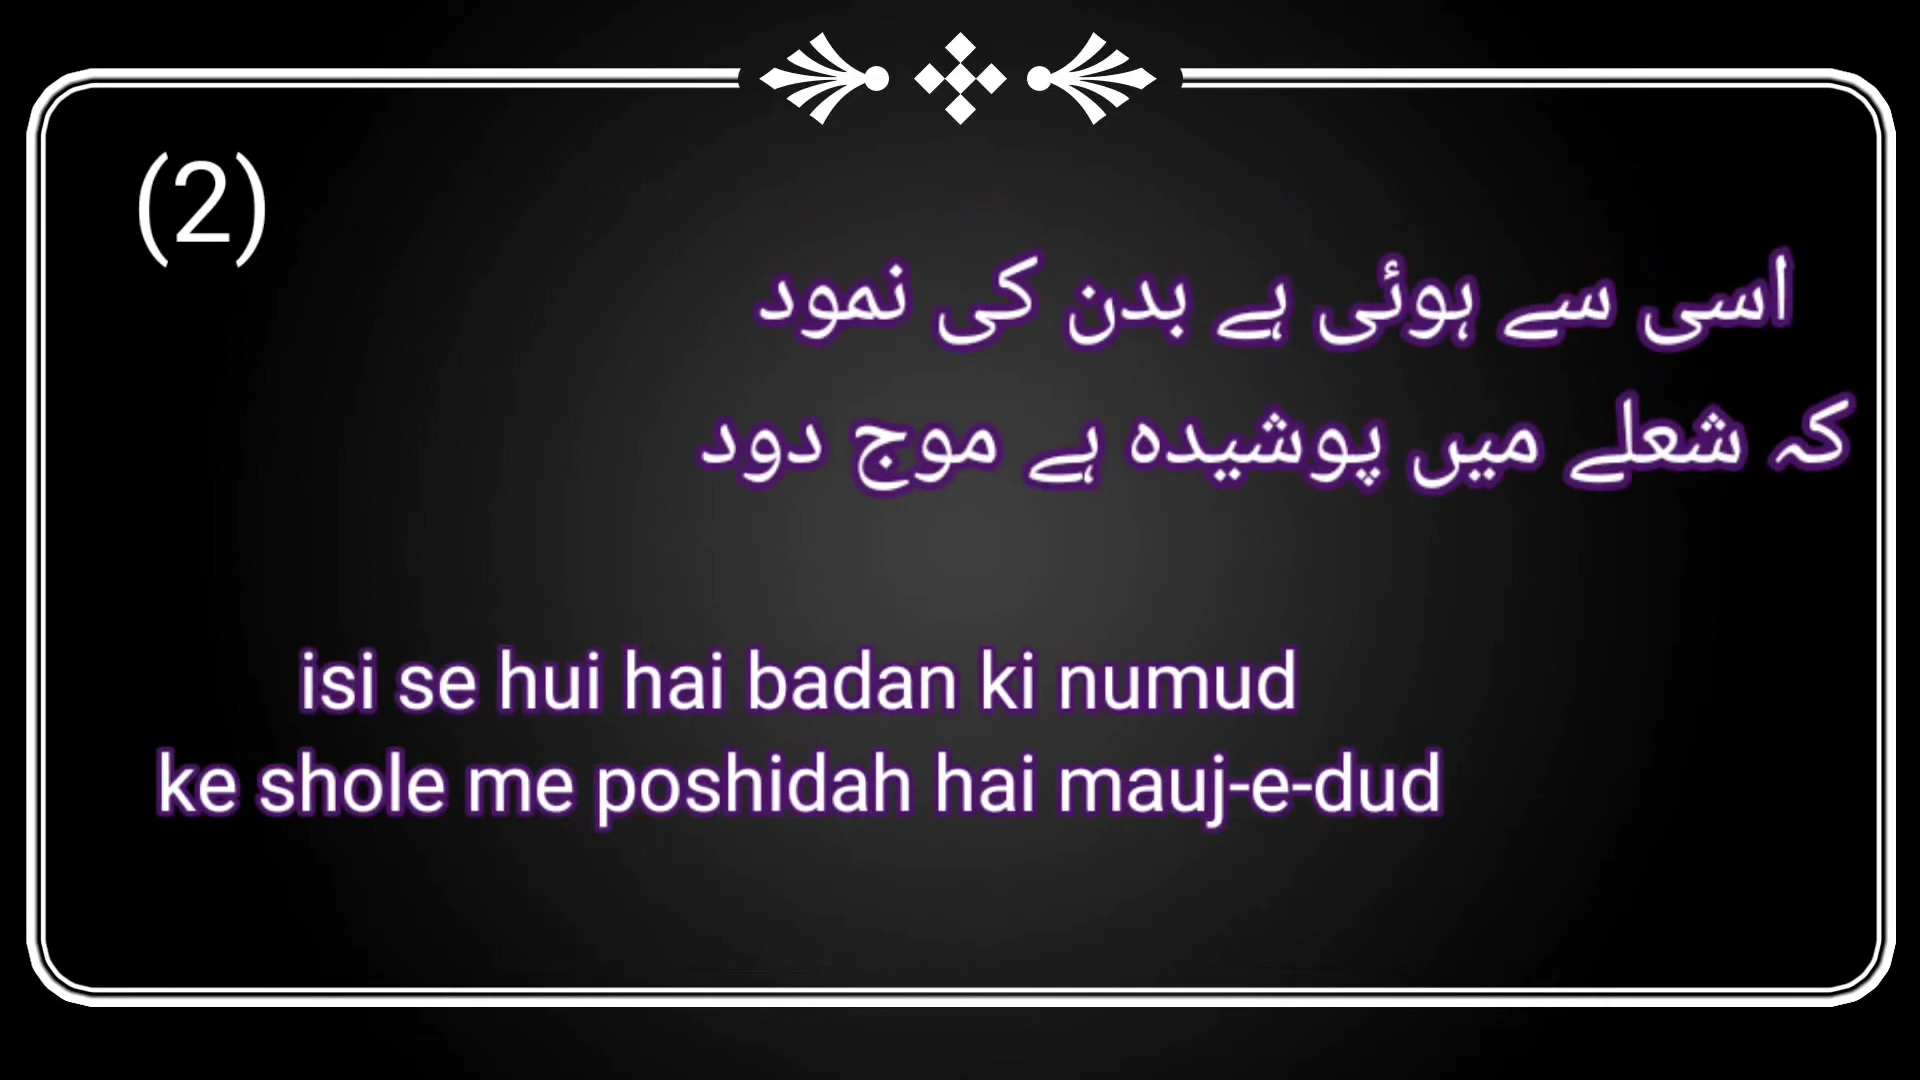 (2)
اسی سے ہوئی ہے بدن کی نمود
کہ شعلے میں پوشیدہ ہے موج دود
isi se hui hai badan ki numud
ke shole me poshidah hai mauj-e-dud